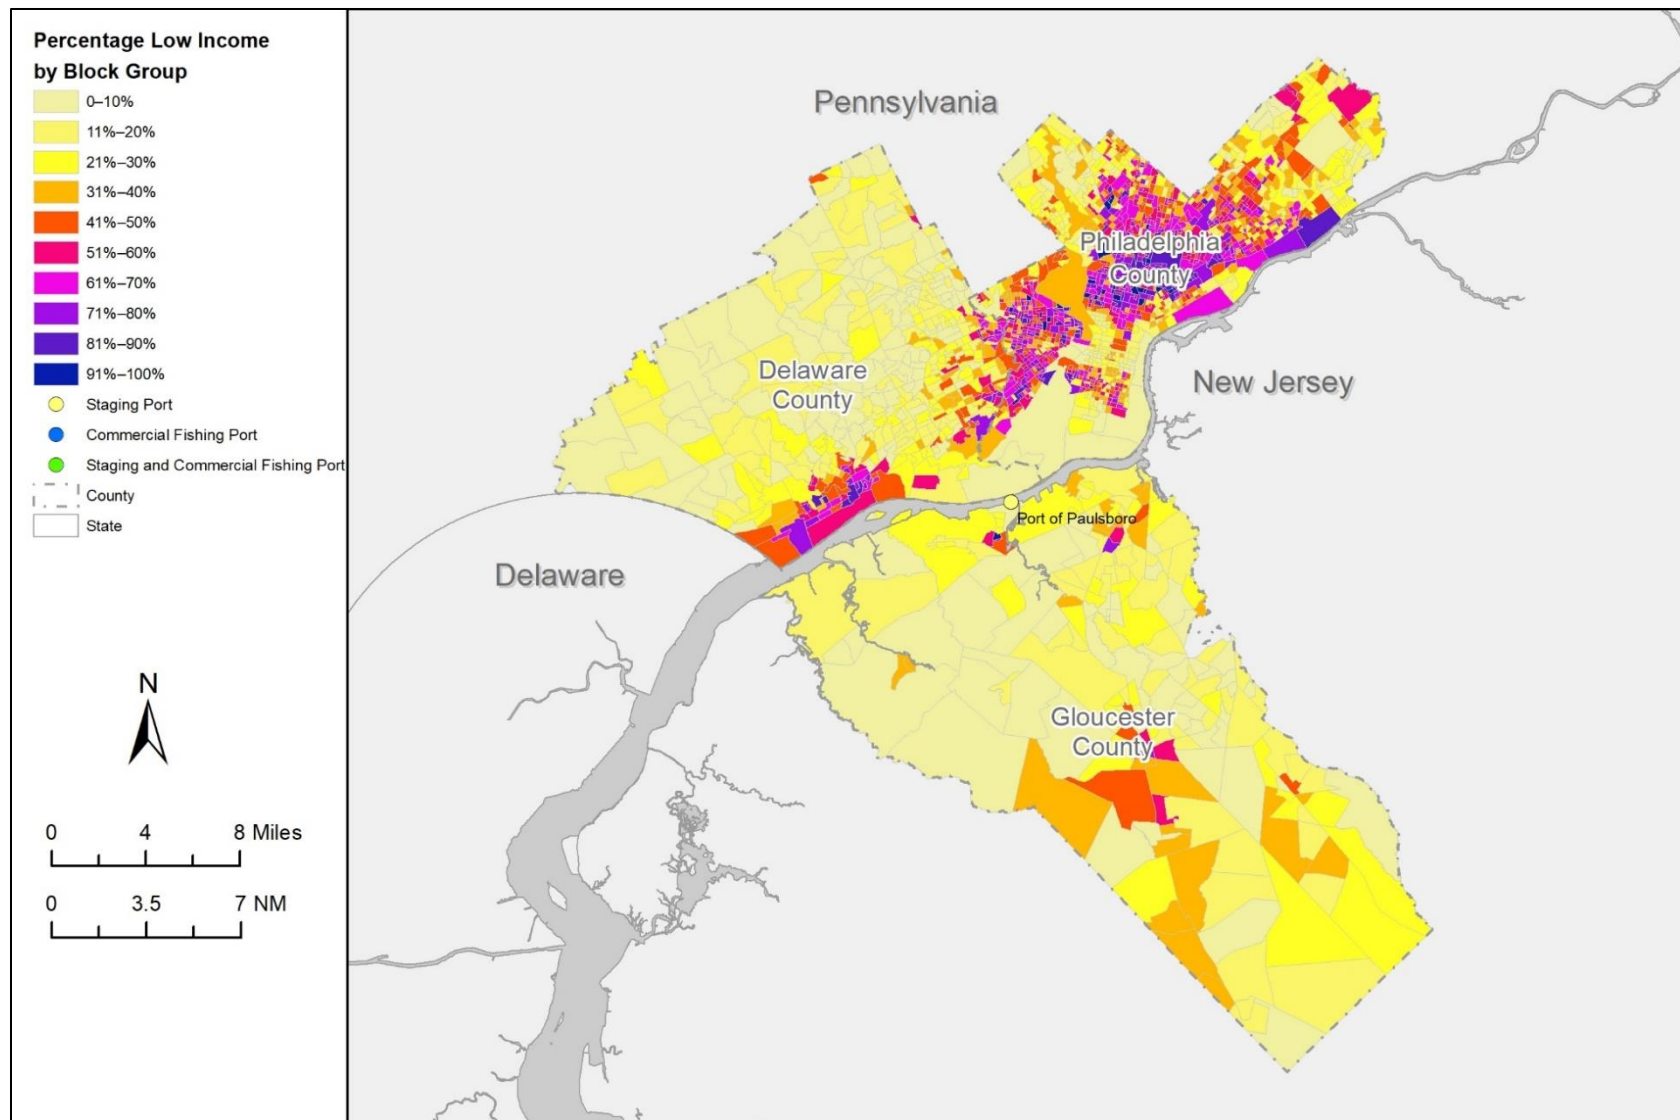 Percentage Low Income
by Block Group
0–10%
11%–20%
21%–30%
31%–40%
41%–50%
51%–60%
61%–70%
71%–80%
81%–90%
91%–100%
Staging Port
Commercial Fishing Port
Staging and Commercial Fishing Port
County
State
N
0 4 8 Miles
0 3.5 7 NM
Pennsylvania
Philadelphia
County
Delaware
County
New Jersey
Port of Paulsboro
Delaware
Gloucester
County